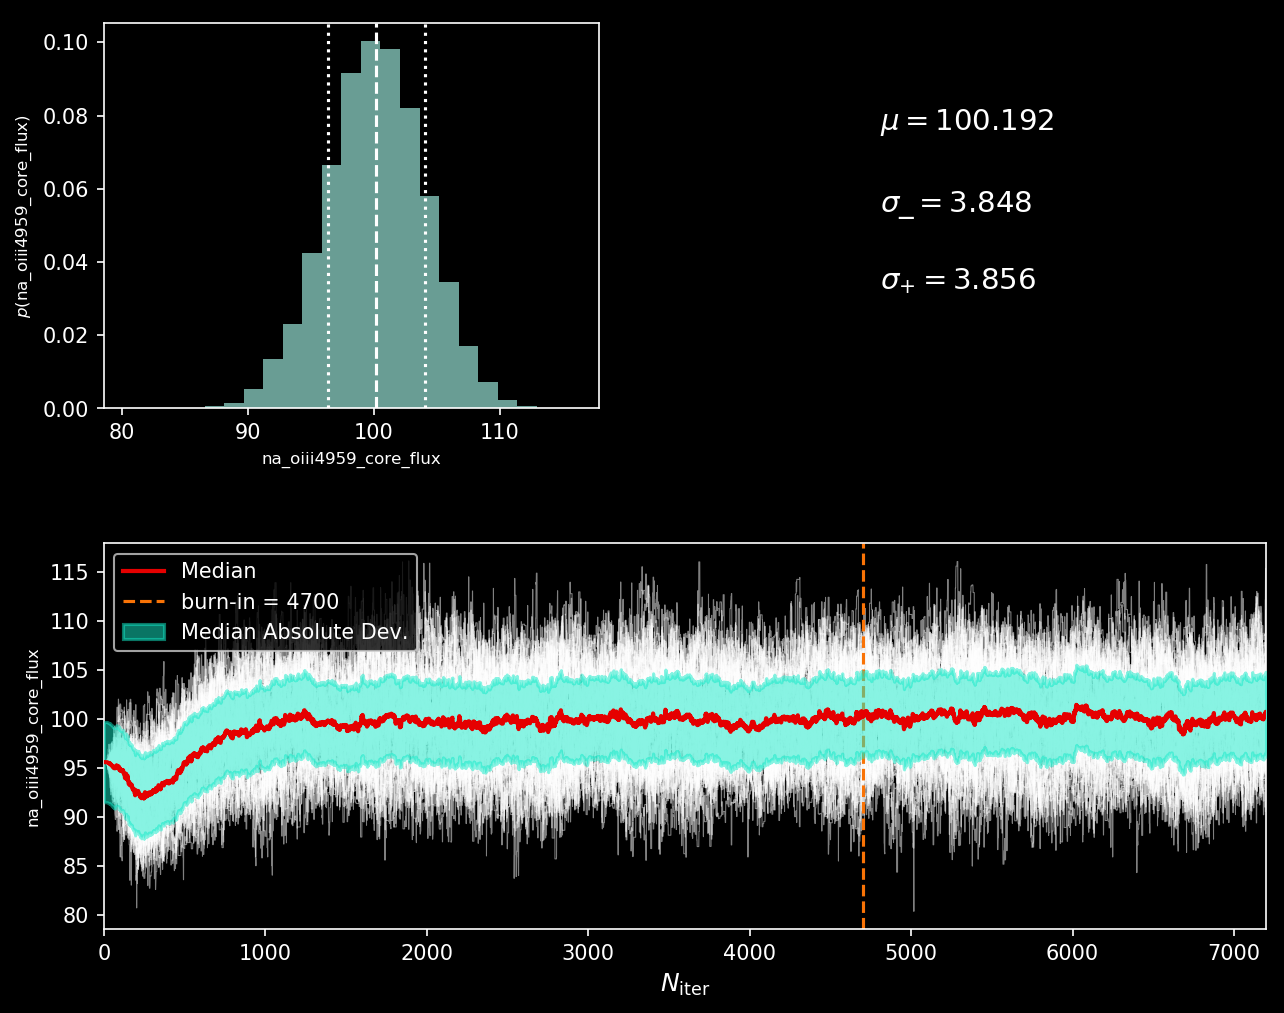 0.10
0.08
0.06
0.04
0.02
0.00
p(na_oiii4959_core_flux)
80 90 100 110
na_oiii4959_core_flux
μ = 100.192
σ_ = 3.848
σ+ = 3.856
115
110
105
100
95
90
85
80
na_oiii4959_core_flux
Median
burn-in = 4700
Median Absolute Dev.
0 1000 2000 3000 4000 5000 6000 7000
Niter